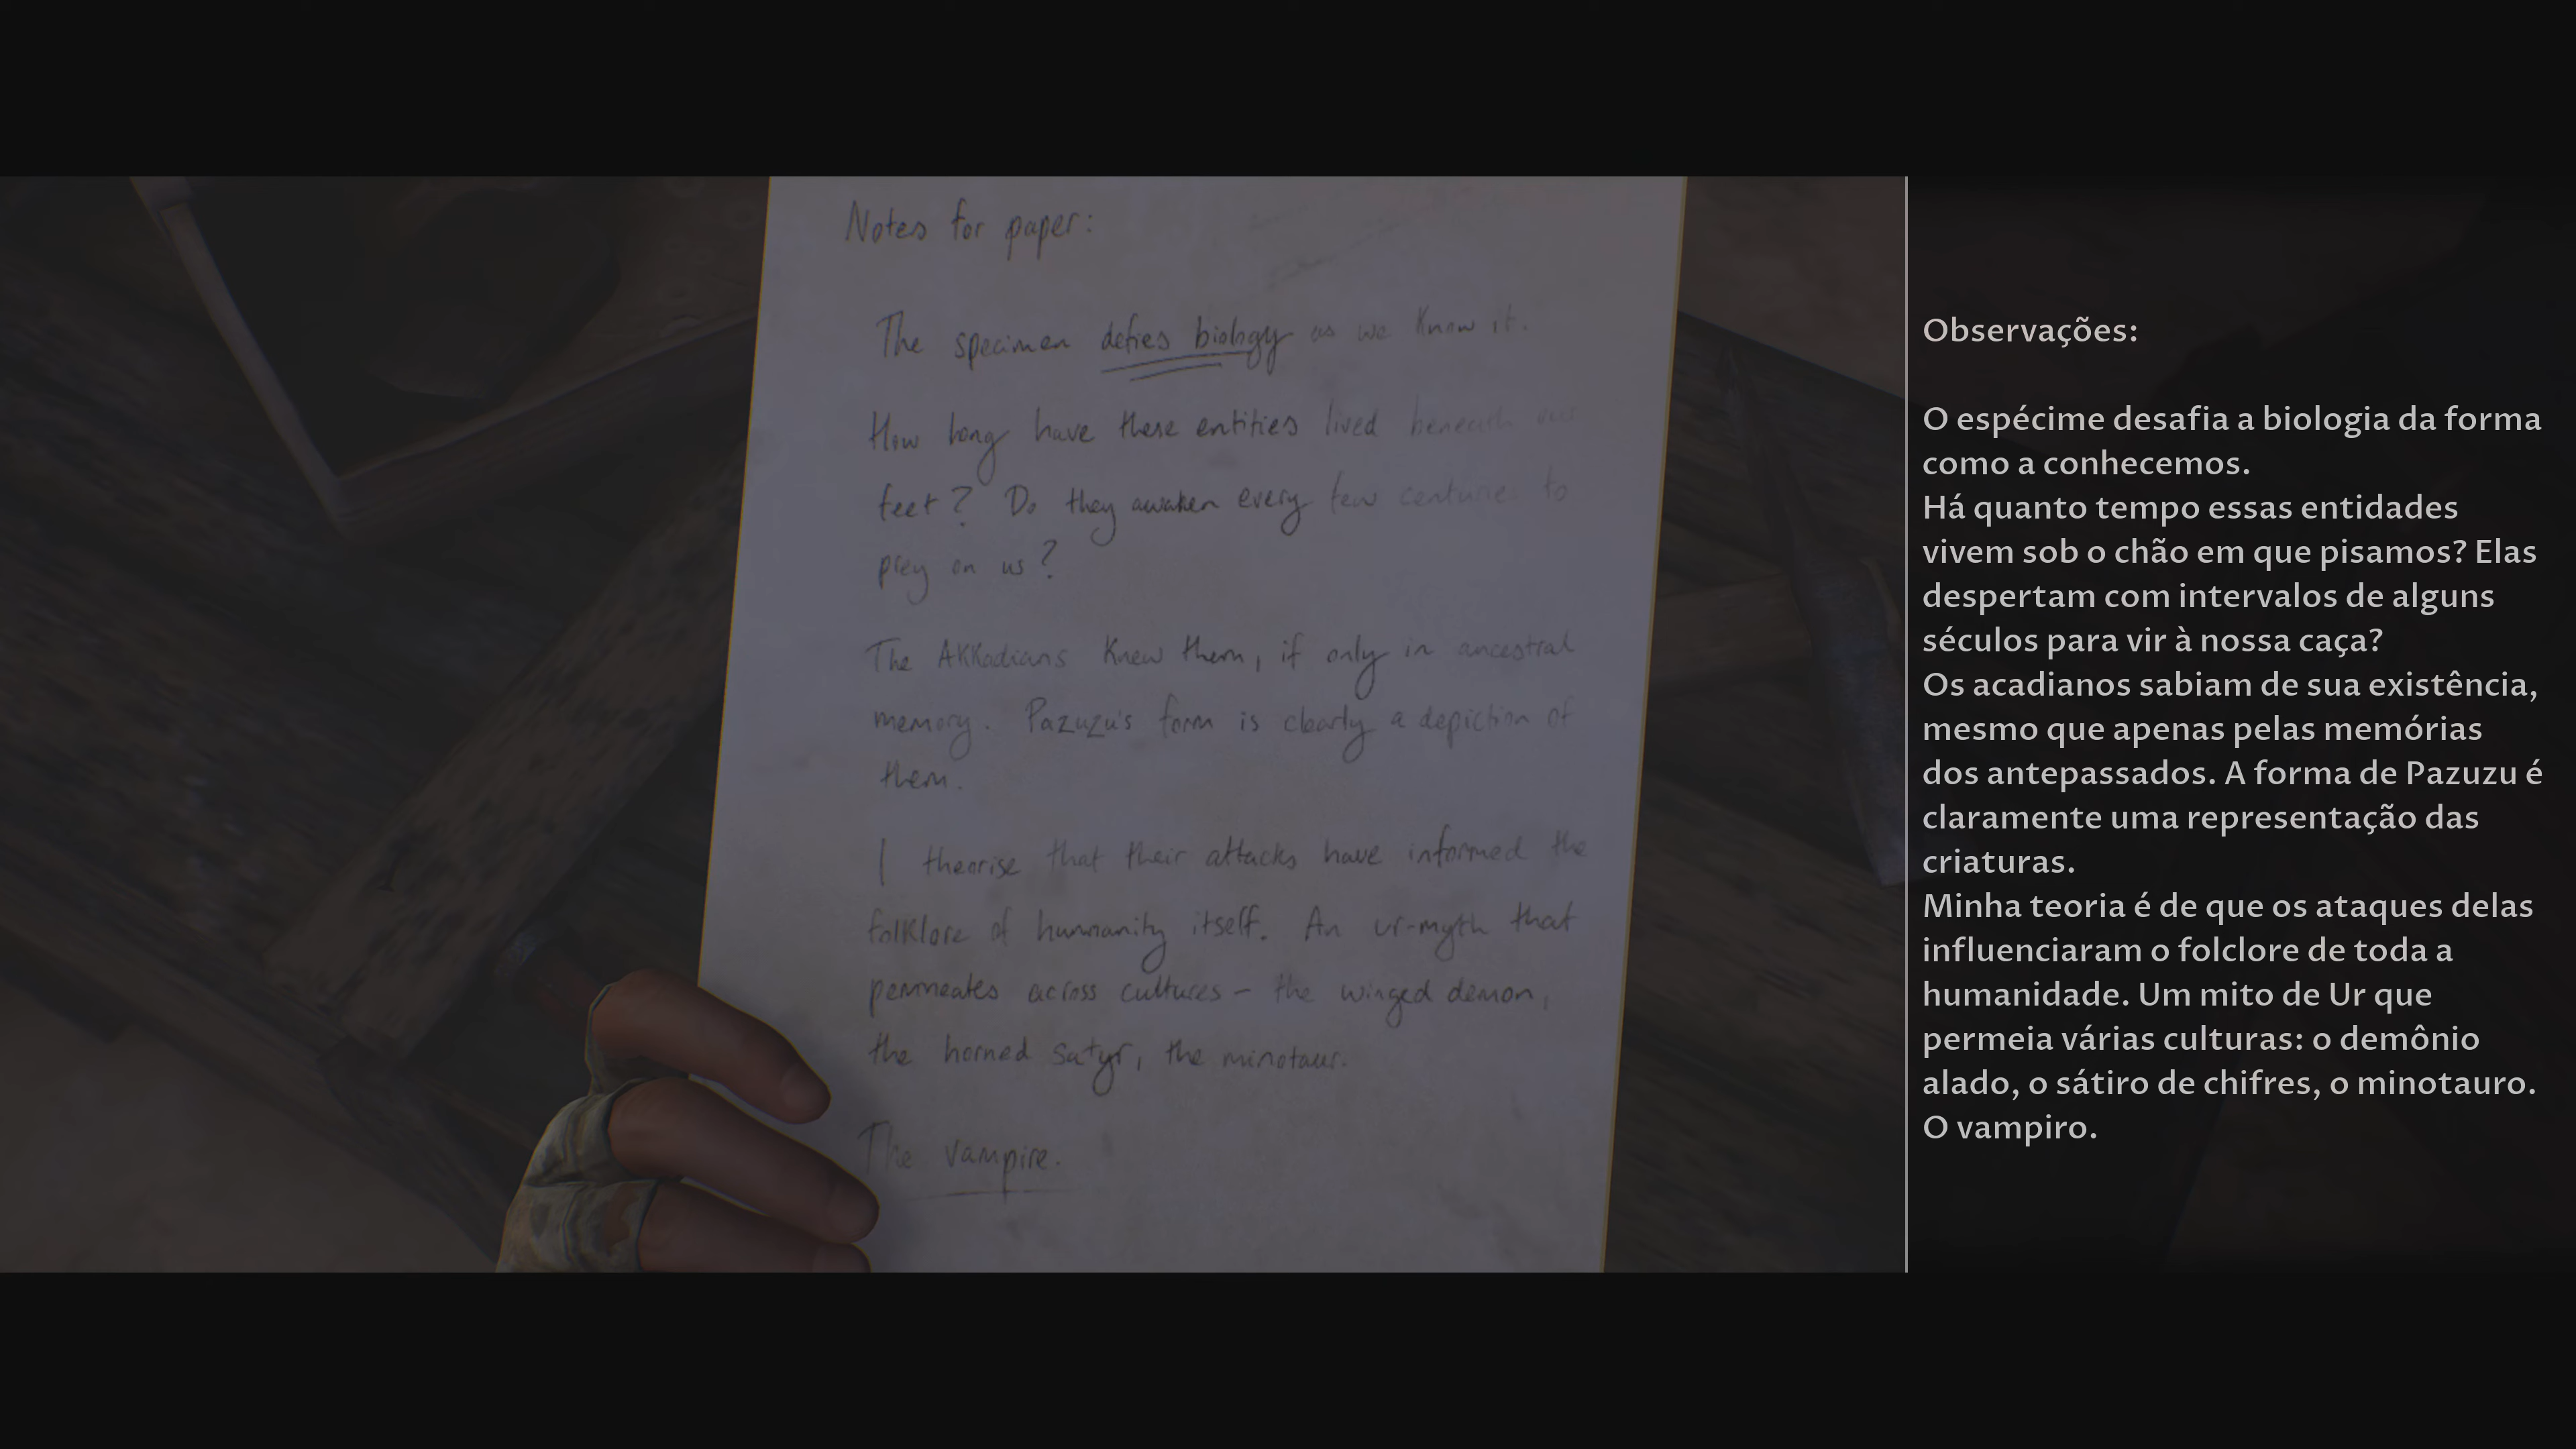 Notes for paper:
The specimen defies biology as we know it.
How long have these entities lived beneath our
feet? Do they awaken every few centuries to
prey on us?
The Akkadians knew them, if only in ancestral
memory. Pazuzu's form is clearly a depiction of
them.
I theorise that their attacks have informed the
folklore of humanity itself. An ur-myth that
permeates across cultures – the winged demon,
the horned satyr, the minotaur.
The vampire.
Observações:
O espécime desafia a biologia da forma
como a conhecemos.
Há quanto tempo essas entidades
vivem sob o chão em que pisamos? Elas
despertam com intervalos de alguns
séculos para vir à nossa caça?
Os acadianos sabiam de sua existência,
mesmo que apenas pelas memórias
dos antepassados. A forma de Pazuzu é
claramente uma representação das
criaturas.
Minha teoria é de que os ataques delas
influenciaram o folclore de toda a
humanidade. Um mito de Ur que
permeia várias culturas: o demônio
alado, o sátiro de chifres, o minotauro.
O vampiro.